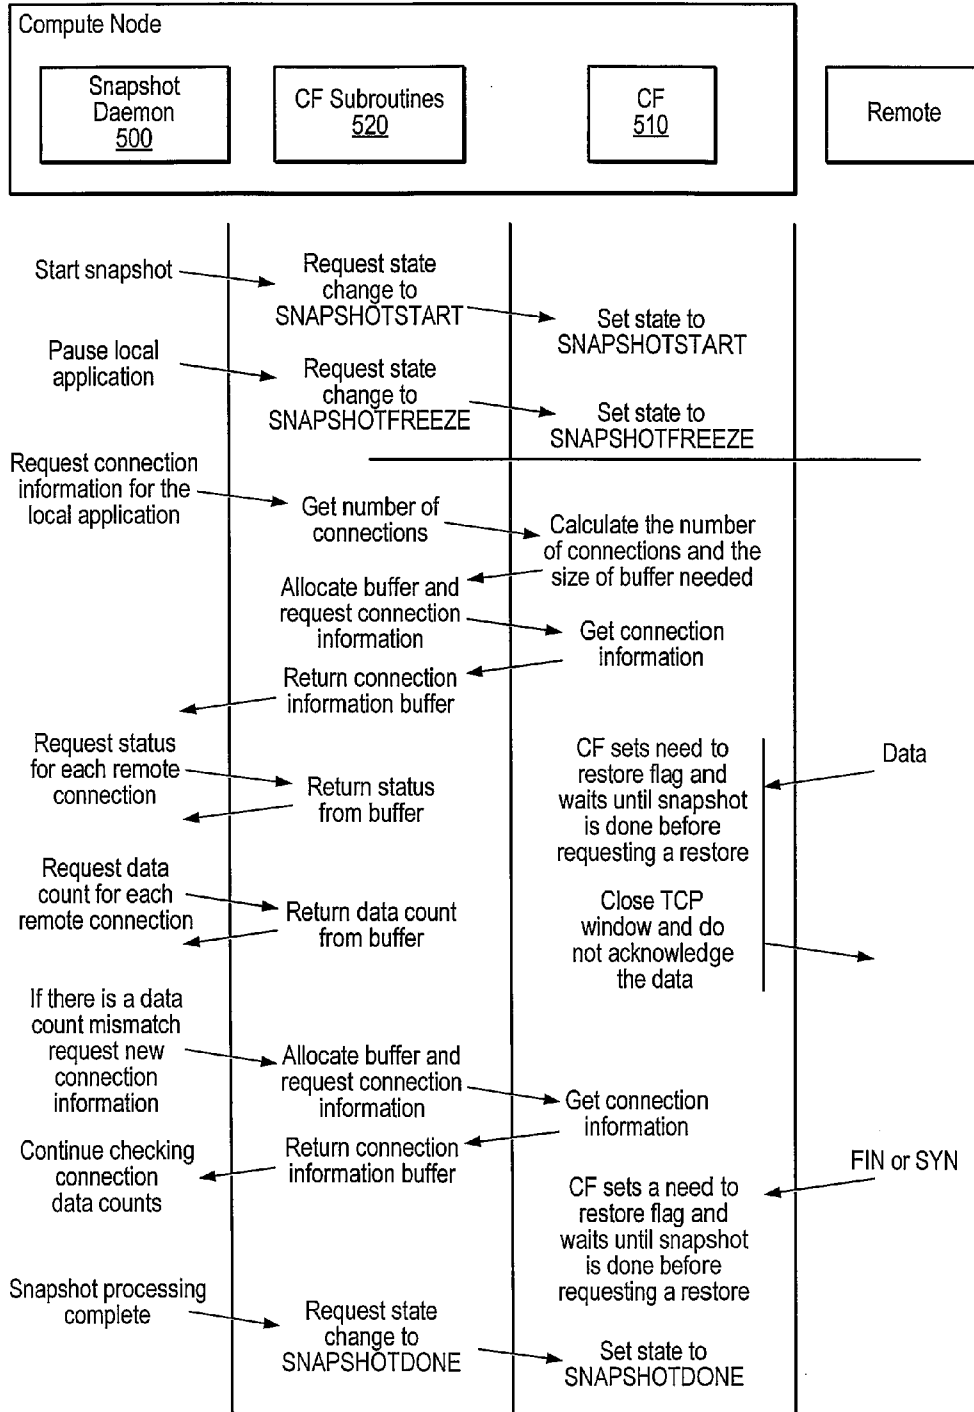 Compute Node
Snapshot
Daemon
500
CF Subroutines
520
CF
510
Remote
Start snapshot
Request state
change to
SNAPSHOTSTART
Set state to
SNAPSHOTSTART
Pause local
application
Request state
change to
SNAPSHOTFREEZE
Set state to
SNAPSHOTFREEZE
Request connection
information for the
local application
Get number of
connections
Calculate the number
of connections and the
size of buffer needed
Allocate buffer and
request connection
information
Get connection
information
Return connection
information buffer
Request status
for each remote
connection
Return status
from buffer
CF sets need to
restore flag and
waits until snapshot
is done before
requesting a restore
Data
Request data
count for each
remote connection
Return data count
from buffer
Close TCP
window and do
not acknowledge
the data
If there is a data
count mismatch
request new
connection
information
Allocate buffer and
request connection
information
Get connection
information
Return connection
information buffer
Continue checking
connection
data counts
FIN or SYN
CF sets a need to
restore flag and
waits until snapshot
is done before
requesting a restore
Snapshot processing
complete
Request state
change to
SNAPSHOTDONE
Set state to
SNAPSHOTDONE